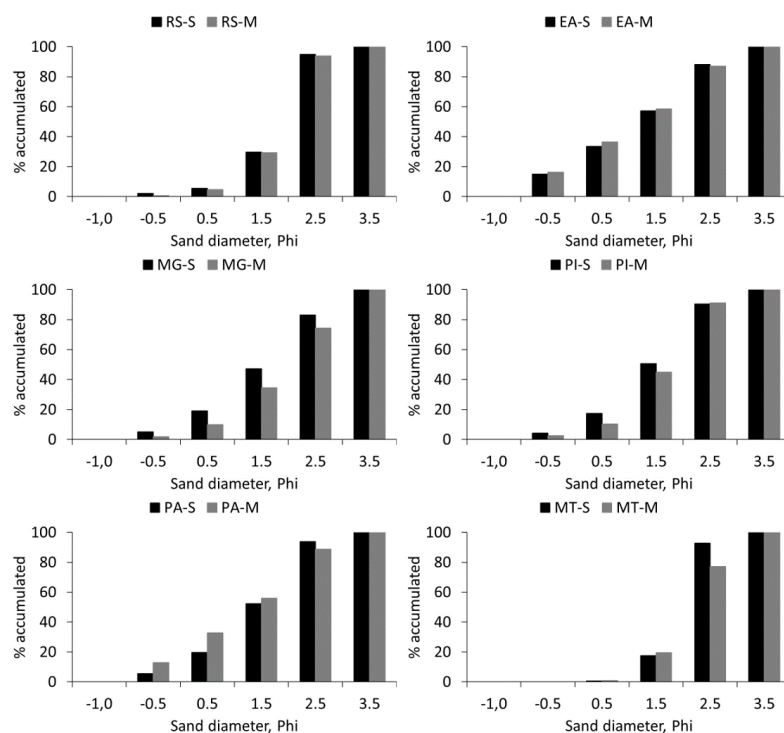 RS-S RS-M
100
80
60
40
20
0
% accumulated
-1,0 -0.5 0.5 1.5 2.5 3.5
Sand diameter, Phi
EA-S EA-M
100
80
60
40
20
0
% accumulated
-1,0 -0.5 0.5 1.5 2.5 3.5
Sand diameter, Phi
MG-S MG-M
100
80
60
40
20
0
% accumulated
-1,0 -0.5 0.5 1.5 2.5 3.5
Sand diameter, Phi
PI-S PI-M
100
80
60
40
20
0
% accumulated
-1,0 -0.5 0.5 1.5 2.5 3.5
Sand diameter, Phi
PA-S PA-M
100
80
60
40
20
0
% accumulated
-1,0 -0.5 0.5 1.5 2.5 3.5
Sand diameter, Phi
MT-S MT-M
100
80
60
40
20
0
% accumulated
-1,0 -0.5 0.5 1.5 2.5 3.5
Sand diameter, Phi